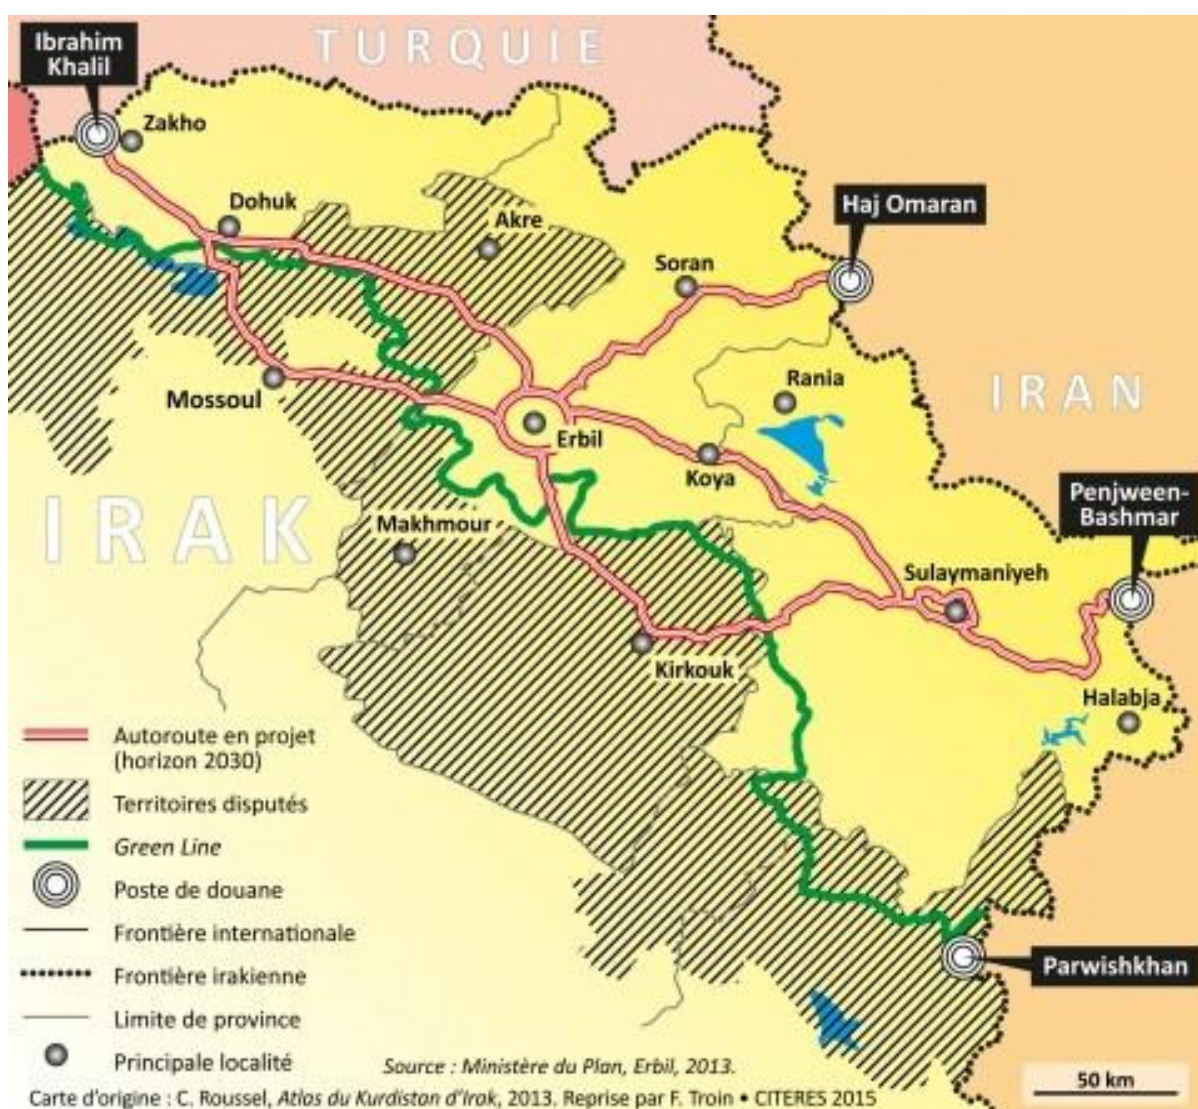 TURQUIE
Ibrahim
Khalil
Zakho
Dohuk
Akre
Haj Omaran
Soran
IRAN
Rania
Mossoul
Erbil
Koya
Penjween-
Bashmar
IRAK
Makhmour
Sulaymaniyeh
Kirkouk
Halabja
Autoroute en projet
(horizon 2030)
Territoires disputés
Green Line
Poste de douane
Frontière internationale
Parwishkhan
Frontière irakienne
Limite de province
Principale localité
Source : Ministère du Plan, Erbil, 2013.
50 km
Carte d'origine : C. Roussel, Atlas du Kurdistan d'Irak, 2013. Reprise par F. Troin • CITERES 2015